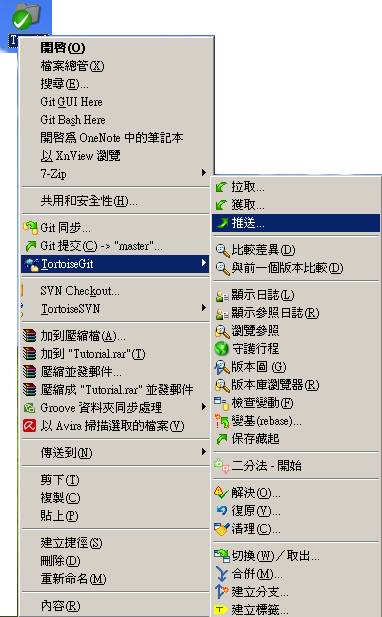 開啓(O)
檔案總管(X)
搜尋(E)...
Git GUI Here
Git Bash Here
開啓爲 OneNote 中的筆記本
以 XnView 瀏覽
7-Zip
共用和安全性(H)...
Git 同步...
Git 提交(C) -> "master"...
TortoiseGit
SVN Checkout...
TortoiseSVN
加到壓縮檔(A)...
加到 "Tutorial.rar"(T)
壓縮並發郵件...
壓縮成 "Tutorial.rar" 並發郵件
Groove 資料夾同步處理
以 Avira 掃描選取的檔案(V)
傳送到(N)
剪下(T)
複製(C)
貼上(P)
建立捷徑(S)
刪除(D)
重新命名(M)
內容(R)
拉取...
獲取...
推送...
比較差異(D)
與前一個版本比較(D)
顯示日誌(L)
顯示參照日誌(R)
瀏覽參照
守護行程
版本圖 (G)
版本庫瀏覽器(R)
檢查變動(F)
變基(rebase)...
保存藏起
二分法 - 開始
解決(O)...
復原(V)...
清理(C)...
切換(W)／取出...
合併(M)...
建立分支...
建立標籤...